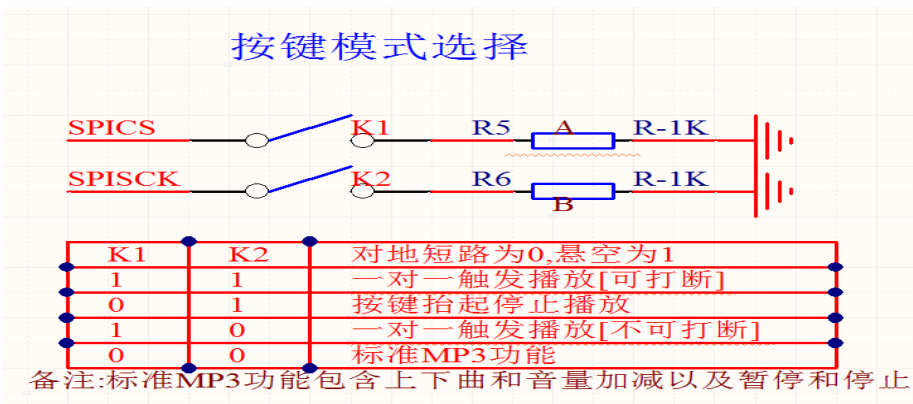 按键模式选择
SPICS K1 R5 A R-1K
SPISCK K2 R6 B R-1K
K1 K2 对地短路为0,悬空为1
1 1 一对一触发播放[可打断]
0 1 按键抬起停止播放
1 0 一对一触发播放[不可打断]
0 0 标准MP3功能
备注:标准MP3功能包含上下曲和音量加减以及暂停和停止